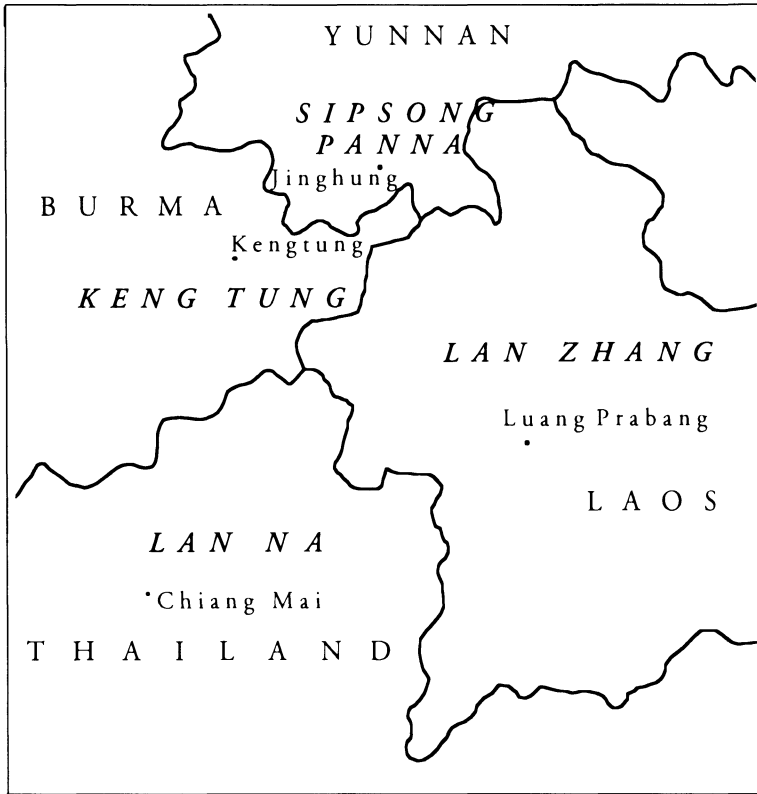 YUNNAN
SIPSONG
PANNA
Jinghung
BURMA
Kengtung
KENG TUNG
LAN ZHANG
Luang Prabang
LAOS
LAN NA
Chiang Mai
THAILAND